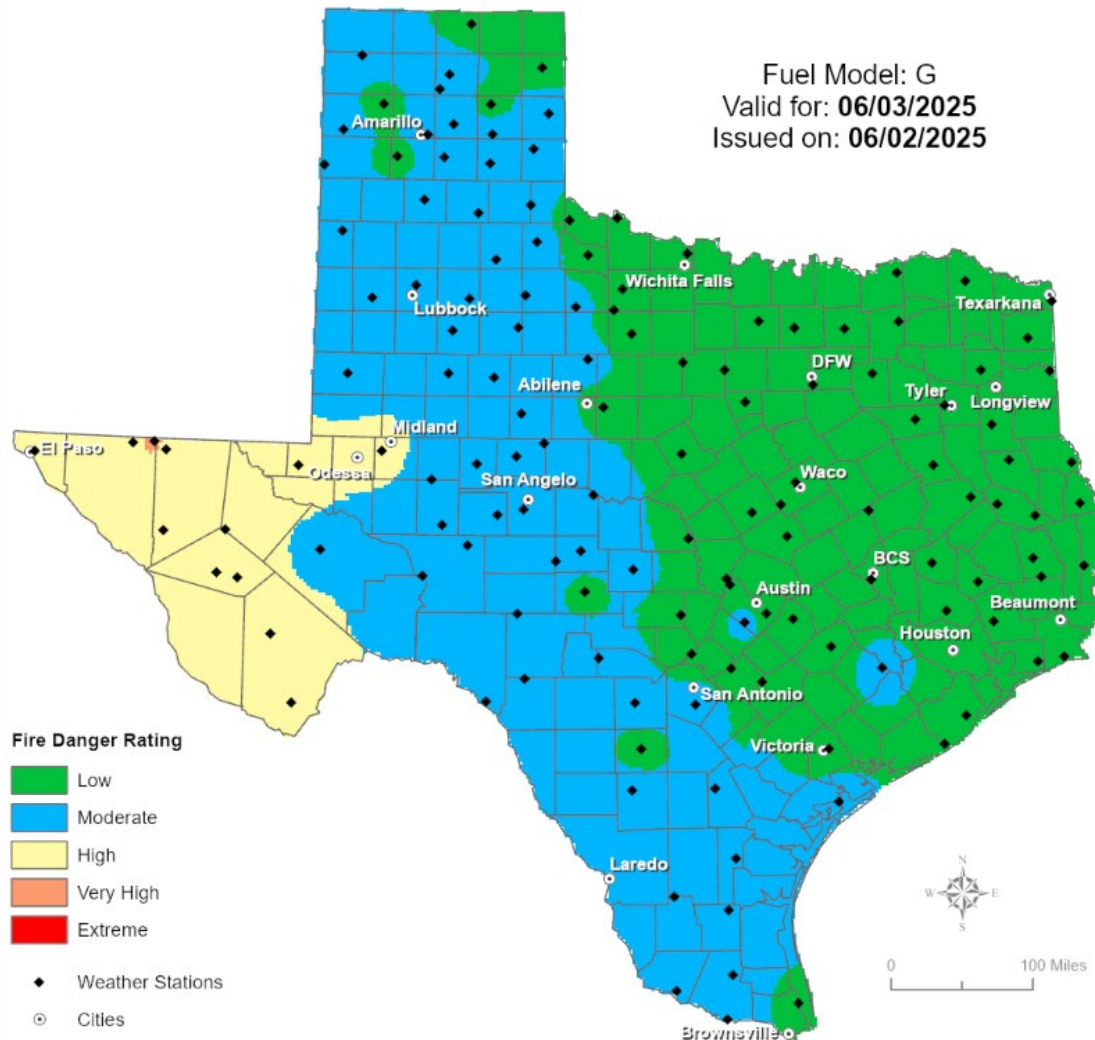 Fuel Model: G
Valid for: 06/03/2025
Issued on: 06/02/2025
Amarillo
Wichita Falls
Lubbock
Texarkana
DFW
Abilene
Tyler
Longview
Midland
El Paso
Odessa
San Angelo
Waco
BCS
Austin
Beaumont
Houston
San Antonio
Victoria
Laredo
Brownsville
Fire Danger Rating
Low
Moderate
High
Very High
Extreme
Weather Stations
Cities
N
W E
S
0 100 Miles